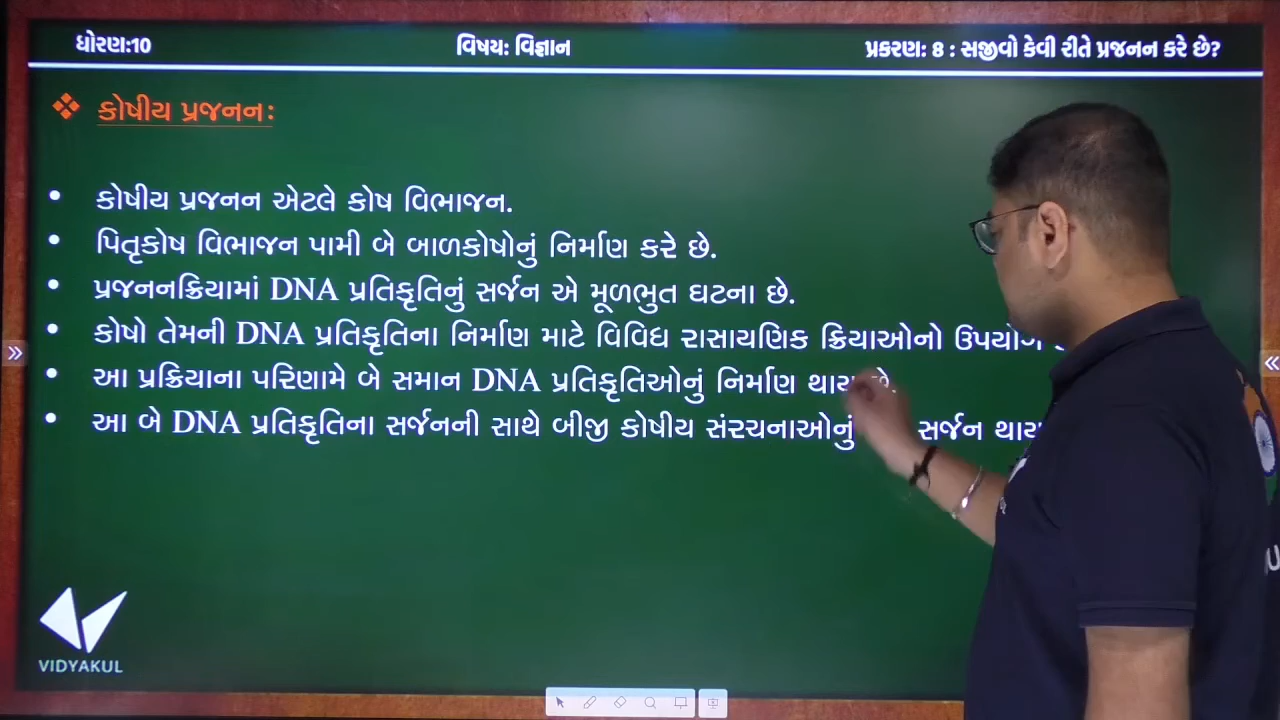 ધોરણ:10 વિષય: વિજ્ઞાન પ્રકરણ: 8 : સજીવો કેવી રીતે પ્રજનન કરે છે?
કોષીય પ્રજનન:
કોષીય પ્રજનન એટલે કોષ વિભાજન.
પિતૃકોષ વિભાજન પામી બે બાળકોષોનું નિર્માણ કરે છે.
પ્રજનનક્રિયામાં DNA પ્રતિકૃતિનું સર્જન એ મૂળભુત ઘટના છે.
કોષો તેમની DNA પ્રતિકૃતિના નિર્માણ માટે વિવિધ રાસાયણિક ક્રિયાઓનો ઉપયોગ
આ પ્રક્રિયાના પરિણામે બે સમાન DNA પ્રતિકૃતિઓનું નિર્માણ થાય છે.
આ બે DNA પ્રતિકૃતિના સર્જનની સાથે બીજી કોષીય સંરચનાઓનું સર્જન થાય
VIDYAKUL